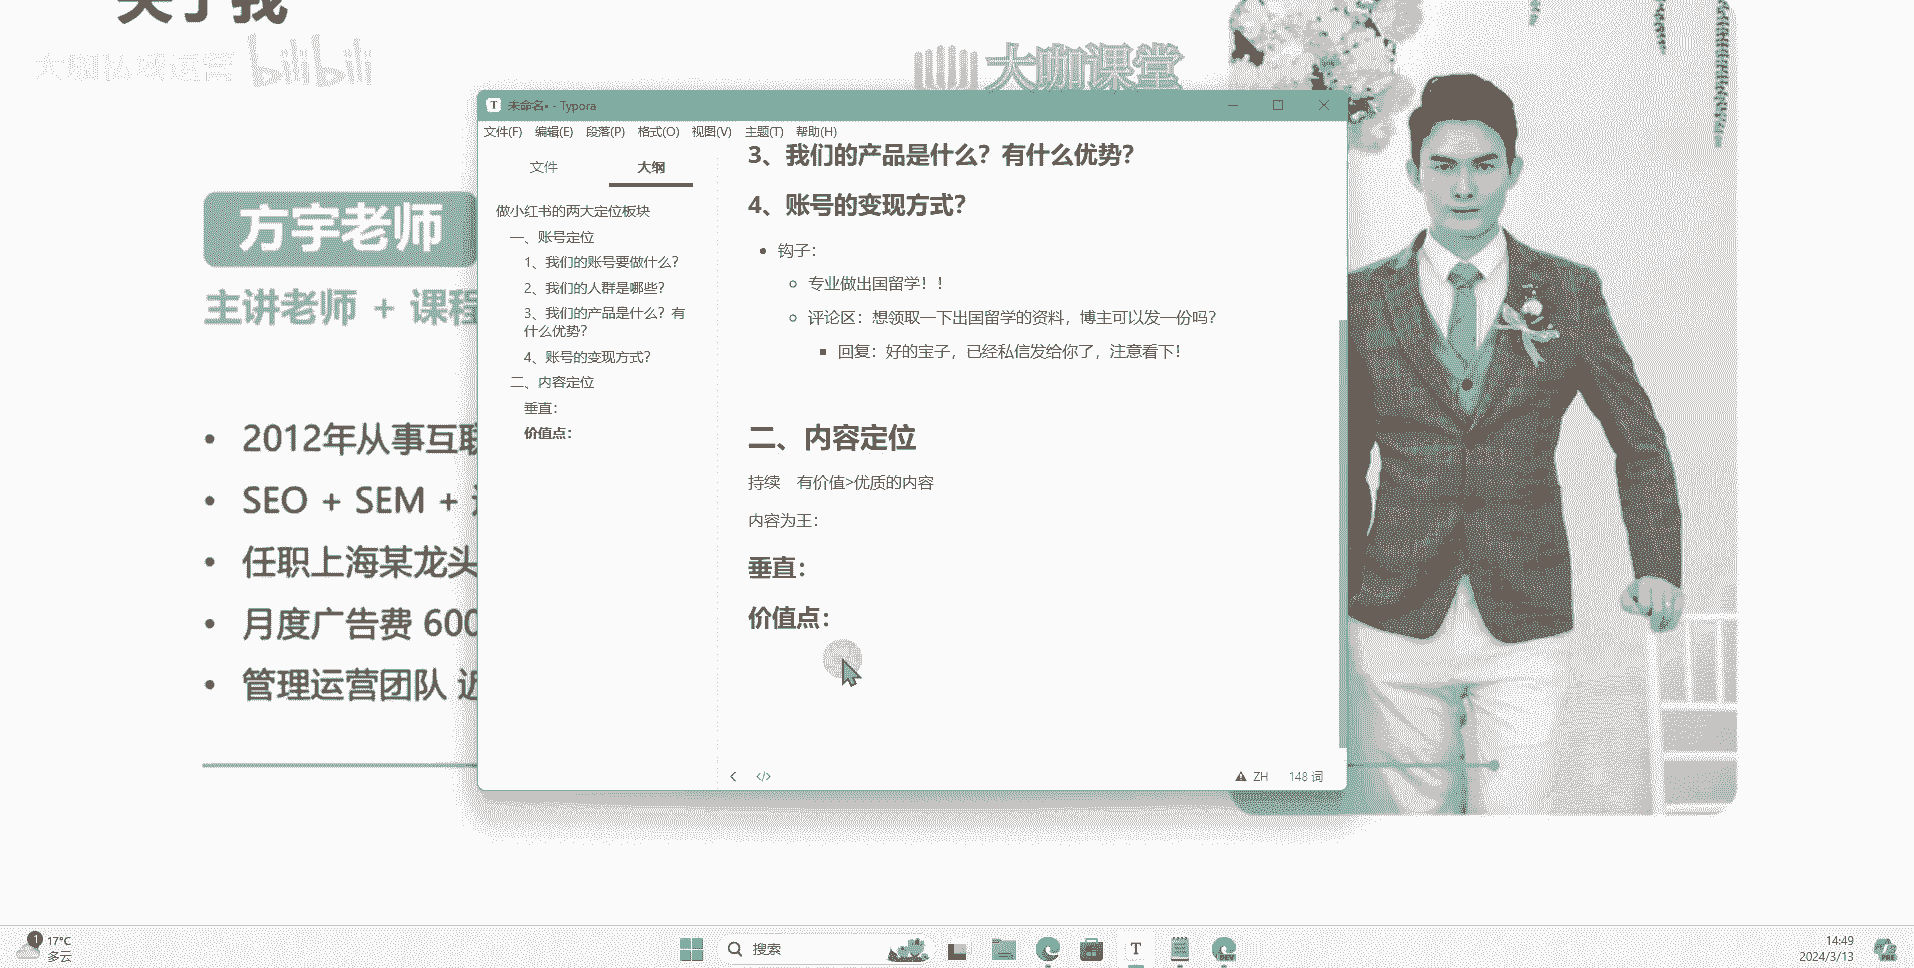 关于我
大咖私域运营 bilibili
大咖课堂
方宇老师
主讲老师 + 课程
2012年从事互联
SEO + SEM +
任职上海某龙头
月度广告费 600
管理运营团队 近
T 未命名• - Typora
文件(F) 编辑(E) 段落(P) 格式(O) 视图(V) 主题(T) 帮助(H)
文件 大纲
做小红书的两大定位板块
一、账号定位
1、我们的账号要做什么？
2、我们的人群是哪些？
3、我们的产品是什么？有
什么优势？
4、账号的变现方式？
二、内容定位
垂直：
价值点：
3、我们的产品是什么？有什么优势？
4、账号的变现方式？
钩子：
专业做出国留学！！
评论区：想领取一下出国留学的资料，博主可以发一份吗？
回复：好的宝子，已经私信发给你了，注意看下！
二、内容定位
持续 有价值>优质的内容
内容为王：
垂直：
价值点：
</> ZH 148 词
1 17°C
多云
搜索
T
DEV
14:49
2024/3/13
PRE